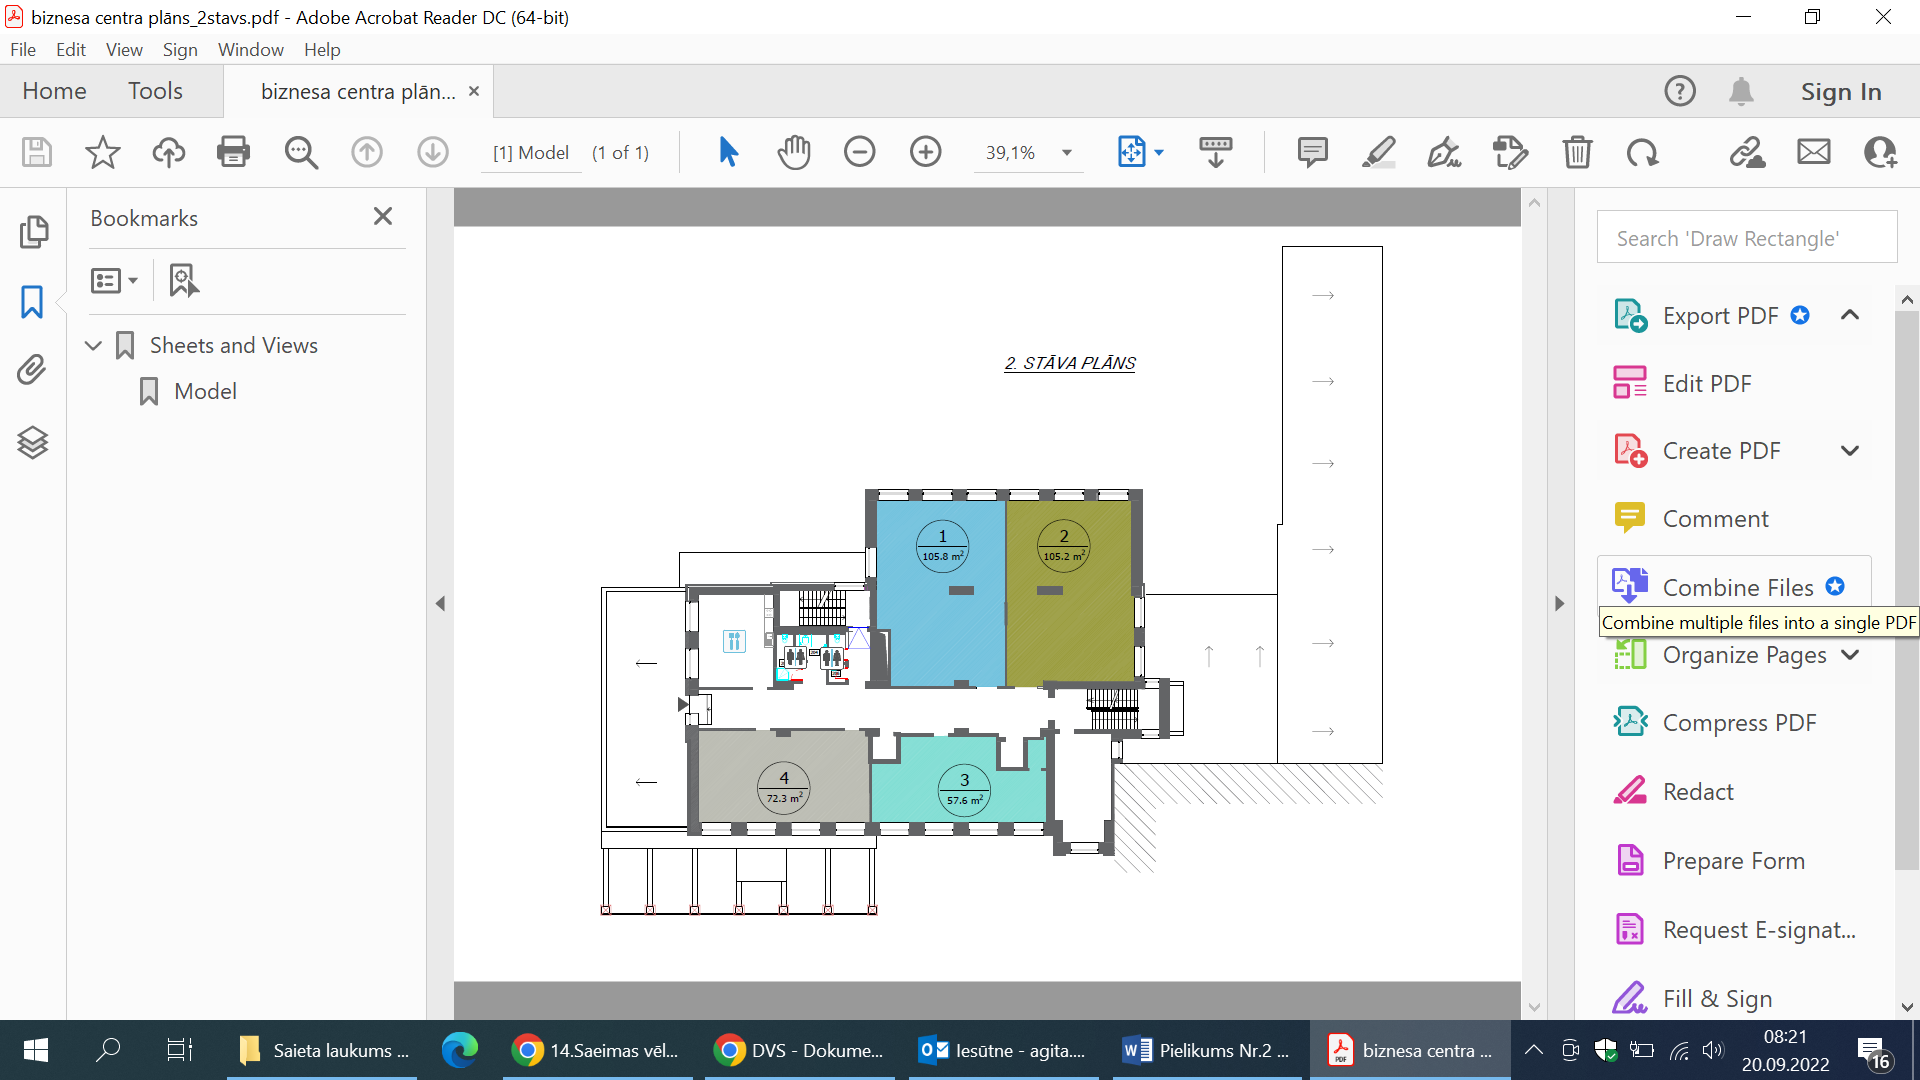 biznesa centra plāns_2stavs.pdf - Adobe Acrobat Reader DC (64-bit)
File Edit View Sign Window Help
Home Tools biznesa centra plān... Sign In
[1] Model (1 of 1) 39,1%
Bookmarks
Sheets and Views
Model
2. STĀVA PLĀNS
1
105.8 m²
2
105.2 m²
4
72.3 m²
3
57.6 m²
Search 'Draw Rectangle'
Export PDF
Edit PDF
Create PDF
Comment
Combine Files
Combine multiple files into a single PDF
Organize Pages
Compress PDF
Redact
Prepare Form
Request E-signat...
Fill & Sign
Saieta laukums ...
14.Saeimas vēl...
DVS - Dokume...
Iesūtne - agita....
Pielikums Nr.2 ...
biznesa centra ...
08:21
20.09.2022
16